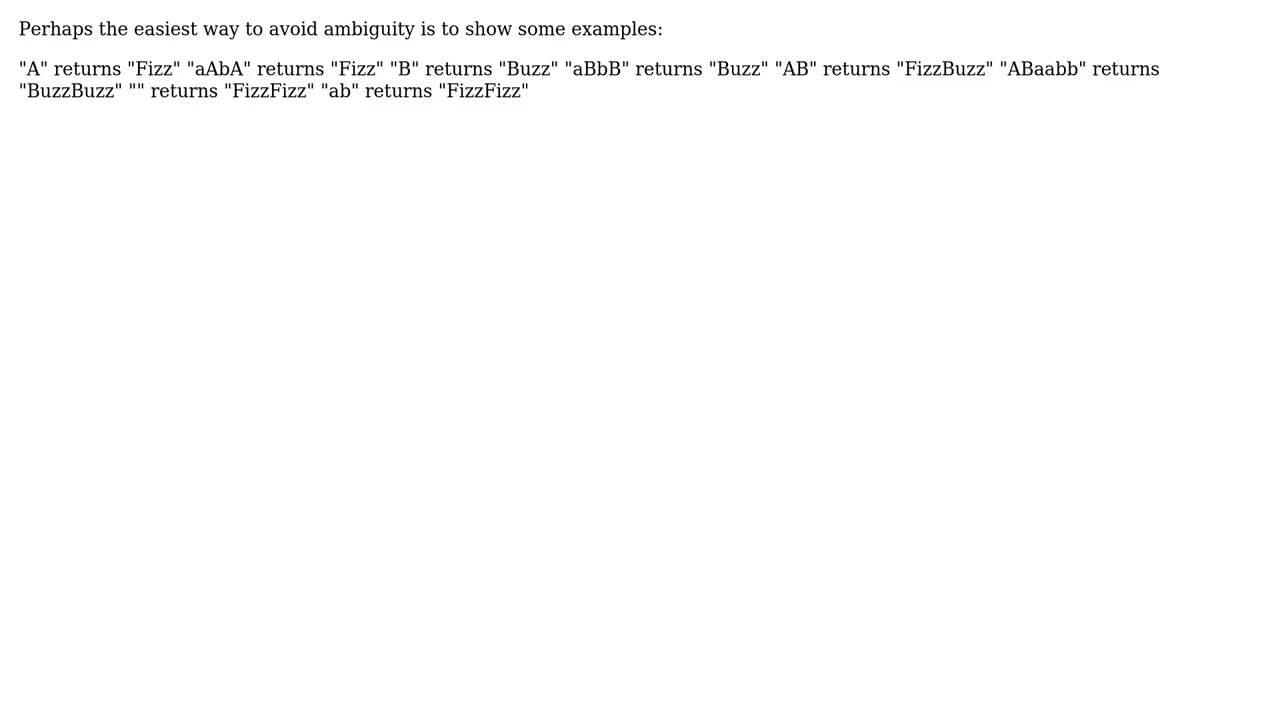 Perhaps the easiest way to avoid ambiguity is to show some examples:
"A" returns "Fizz" "aAbA" returns "Fizz" "B" returns "Buzz" "aBbB" returns "Buzz" "AB" returns "FizzBuzz" "ABaabb" returns
"BuzzBuzz" "" returns "FizzFizz" "ab" returns "FizzFizz"